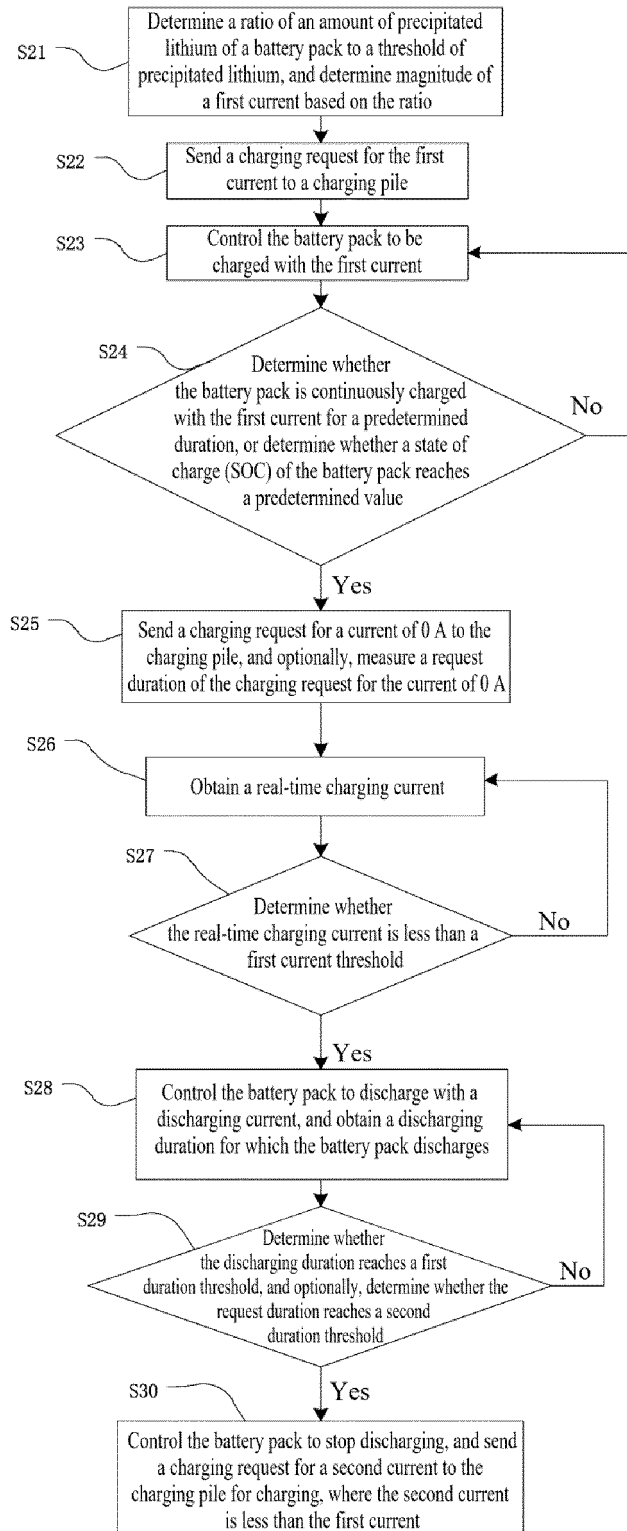 S21
Determine a ratio of an amount of precipitated
lithium of a battery pack to a threshold of
precipitated lithium, and determine magnitude of
a first current based on the ratio
S22
Send a charging request for the first
current to a charging pile
S23
Control the battery pack to be
charged with the first current
S24
Determine whether
the battery pack is continuously charged
with the first current for a predetermined
duration, or determine whether a state of
charge (SOC) of the battery pack reaches
a predetermined value
No
Yes
S25
Send a charging request for a current of 0 A to the
charging pile, and optionally, measure a request
duration of the charging request for the current of 0 A
S26
Obtain a real-time charging current
S27
Determine whether
the real-time charging current is less than a
first current threshold
No
Yes
S28
Control the battery pack to discharge with a
discharging current, and obtain a discharging
duration for which the battery pack discharges
S29
Determine whether
the discharging duration reaches a first
duration threshold, and optionally, determine whether the
request duration reaches a second
duration threshold
No
Yes
S30
Control the battery pack to stop discharging, and send
a charging request for a second current to the
charging pile for charging, where the second current
is less than the first current